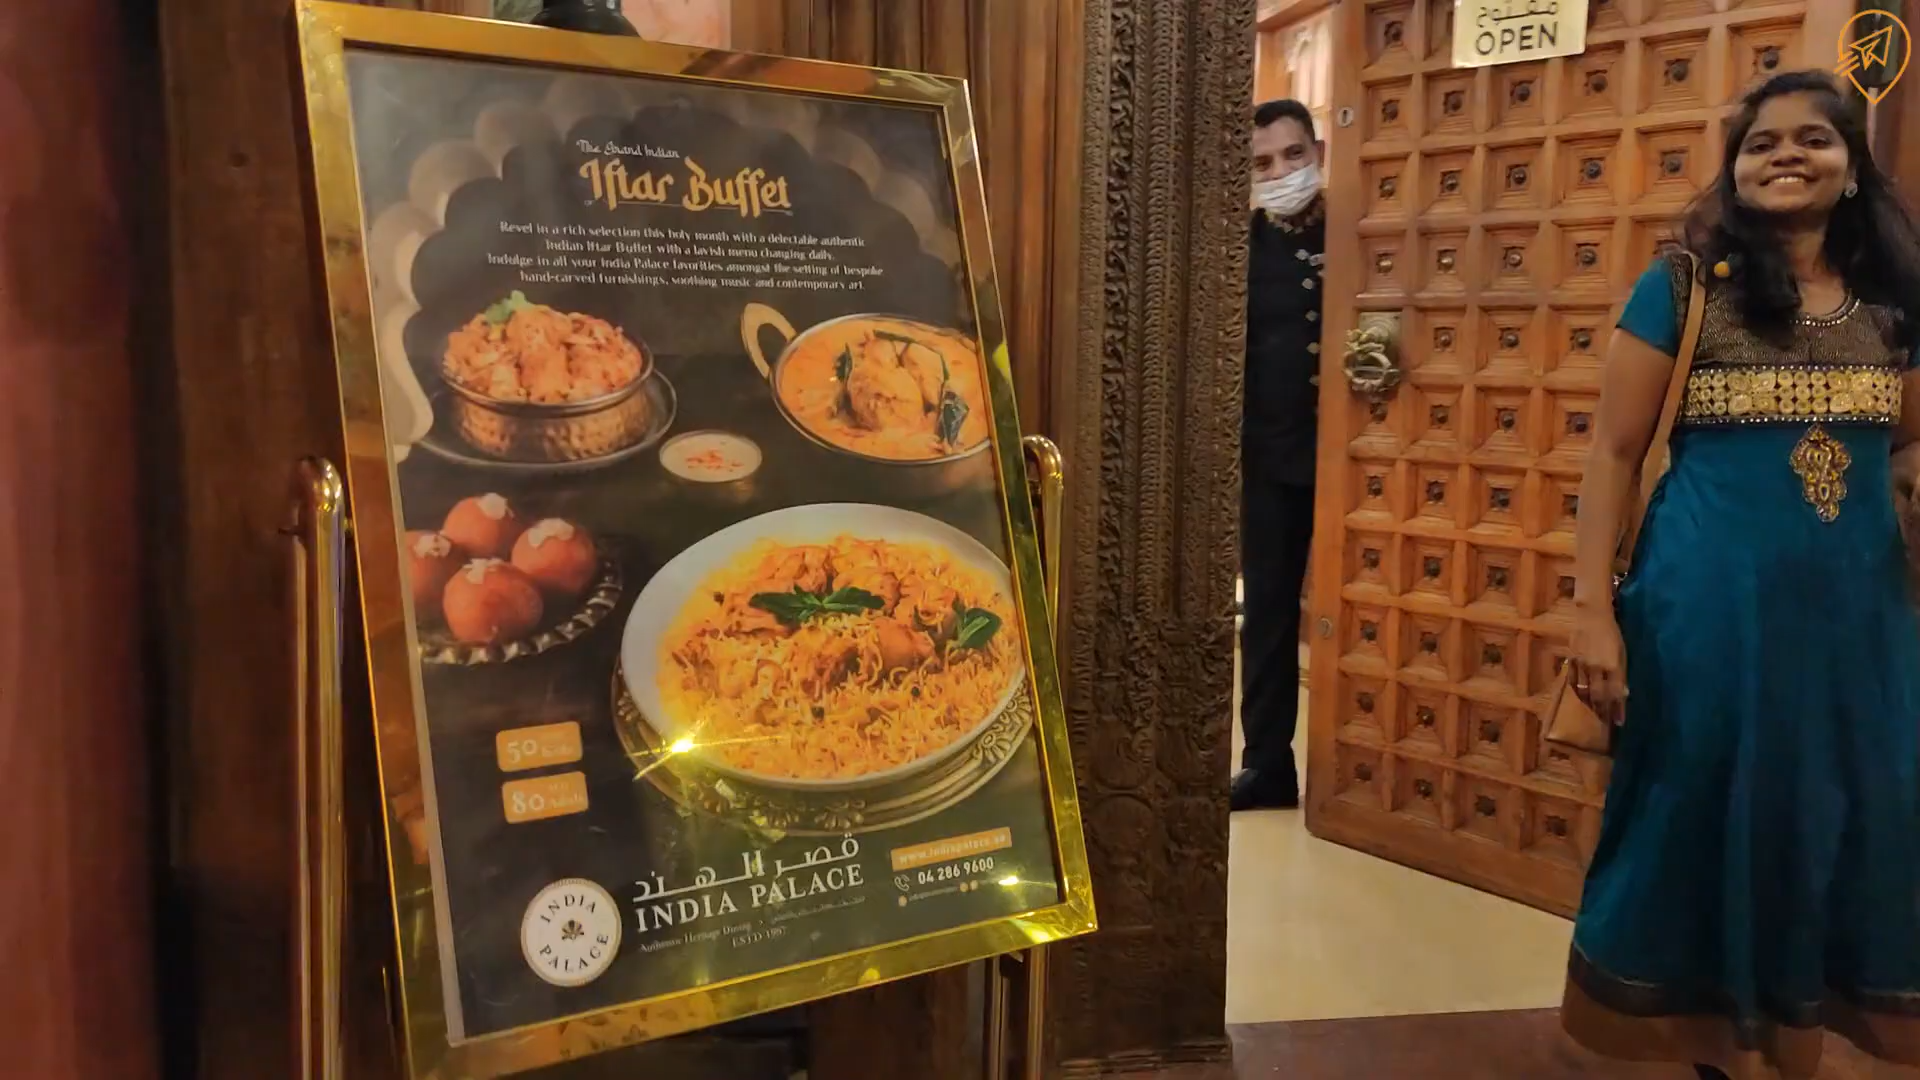 The Grand Indian
Iftar Buffet
Revel in a rich selection this holy month with a delectable authentic
Indian Iftar Buffet with a lavish menu changing daily.
Indulge in all your India Palace favorities amongst the setting of bespoke
hand-carved furnishings, soothing music and contemporary art.
50 Kids
80 Adults
قصر الهند
INDIA PALACE
Authentic Heritage Dining
ESTD 1997
INDIA PALACE
www.indiapalace.ae
04 286 9600
مفتوح
OPEN